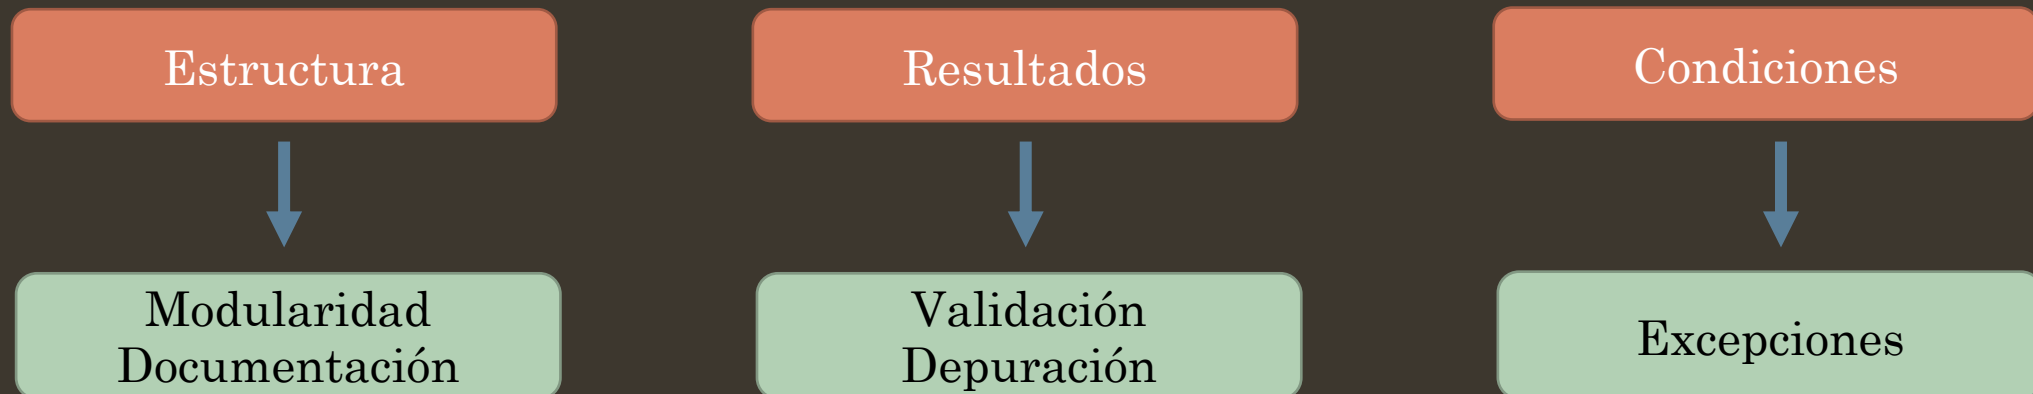 Estructura
Resultados
Condiciones
Modularidad
Documentación
Validación
Depuración
Excepciones